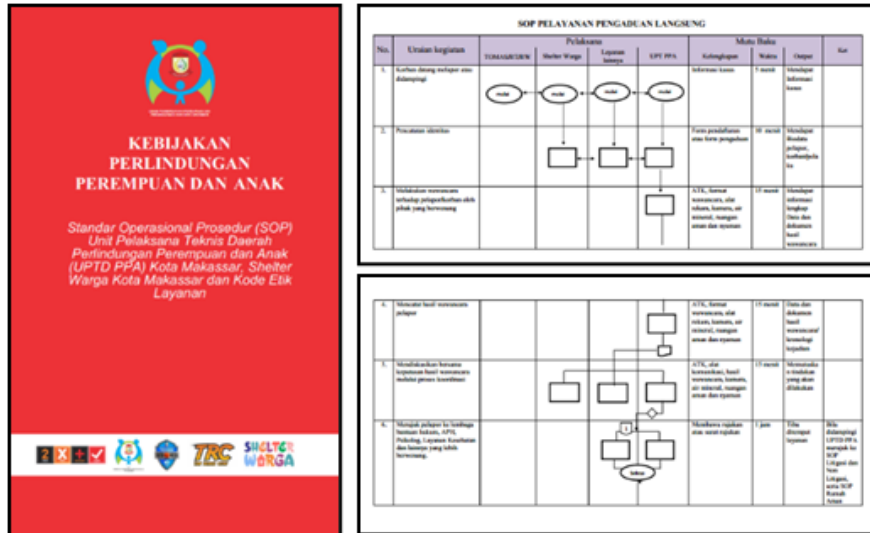 KEBIJAKAN
PERLINDUNGAN
PEREMPUAN DAN ANAK
Standar Operasional Prosedur (SOP)
Unit Pelaksana Teknis Daerah
Perlindungan Perempuan dan Anak
(UPTD PPA) Kota Makassar, Shelter
Warga Kota Makassar dan Kode Etik
Layanan
TRC
SHELTER
WARGA
SOP PELAYANAN PENGADUAN LANGSUNG
No.
Uraian kegiatan
Pelaksana
Mutu Baku
Ket
Shelter Warga
Layanan
lainnya
UPT PPA
Kelengkapan
Waktu
Output
1.
Korban datang melapor atau
didampingi
mulai
mulai
mulai
mulai
Informasi kasus
5 menit
Mendapat
Informasi
kasus
2.
Pencatatan identitas
Form pendaftaran
atau form pengaduan
10 menit
Mendapat
Biodata
pelapor,
3.
Melakukan wawancara
terhadap pelapor/korban oleh
pihak yang berwenang
ATK, format
wawancara, alat
rekam, kamera, air
mineral, ruangan
aman dan nyaman
15 menit
Mendapat
informasi
lengkap
Data dan
dokumen
hasil
wawancara
4.
Mencatat hasil wawancara
pelapor
ATK, format
wawancara, alat
rekam, kamera, air
mineral, ruangan
aman dan nyaman
15 menit
Data dan
dokumen
hasil
wawancara/
kronologi
kejadian
5.
Mendiskusikan bersama
keputusan hasil wawancara
melalui proses koordinasi
ATK, alat
komunikasi, hasil
wawancara, kamera,
air mineral, ruangan
aman dan nyaman
15 menit
Memutuska
n tindakan
yang akan
dilakukan
6.
Merujuk pelapor ke lembaga
bantuan hukum, APH,
Psikolog, Layanan Kesehatan
dan lainnya yang lebih
berwenang.
Selesai
Membawa rujukan
atau surat rujukan
1 jam
Tiba
ditempat
layanan
Bila
didampingi
UPTD PPA
merujuk ke
SOP
Litigasi dan
Non
Litigasi,
serta SOP
Rumah
Aman